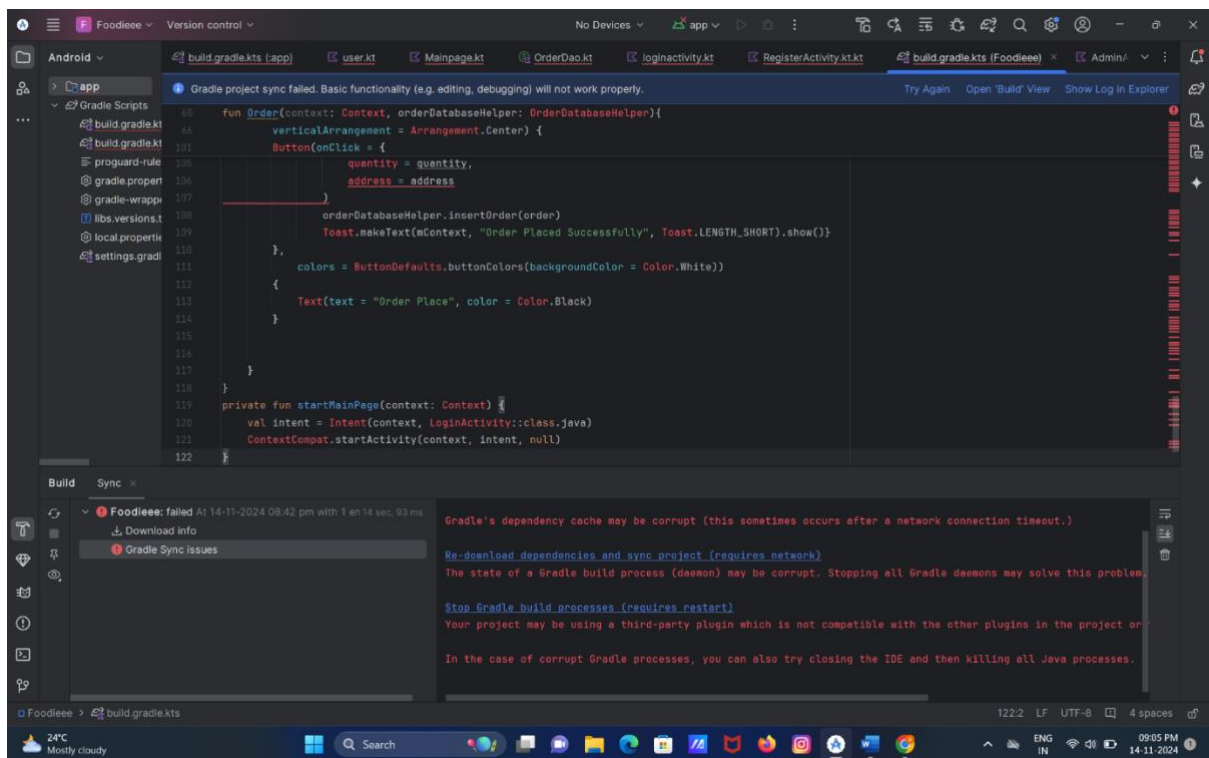 Foodieee Version control No Devices app
Android build.gradle.kts (:app) user.kt Mainpage.kt OrderDao.kt loginactivity.kt RegisterActivity.kt.kt build.gradle.kts (Foodieee) Admin
app
Gradle project sync failed. Basic functionality (e.g. editing, debugging) will not work properly. Try Again Open 'Build' View Show Log in Explorer
Gradle Scripts
build.gradle.kt
build.gradle.kt
proguard-rule
gradle.propert
gradle-wrapp
libs.versions.t
local.propertie
settings.gradl
60 fun Order(context: Context, orderDatabaseHelper: OrderDatabaseHelper){
66 verticalArrangement = Arrangement.Center) {
101 Button(onClick = {
105 quantity = quantity,
106 address = address
107 )
108 orderDatabaseHelper.insertOrder(order)
109 Toast.makeText(mContext, "Order Placed Successfully", Toast.LENGTH_SHORT).show()}
110 },
111 colors = ButtonDefaults.buttonColors(backgroundColor = Color.White))
112 {
113 Text(text = "Order Place", color = Color.Black)
114 }
115
116
117 }
118 }
119 private fun startMainPage(context: Context) {
120 val intent = Intent(context, LoginActivity::class.java)
121 ContextCompat.startActivity(context, intent, null)
122 }
Build Sync
Foodieee: failed At 14-11-2024 08:42 pm with 1 err 14 sec, 93 ms
Download info
Gradle Sync issues
Gradle's dependency cache may be corrupt (this sometimes occurs after a network connection timeout.)
Re-download dependencies and sync project (requires network)
The state of a Gradle build process (daemon) may be corrupt. Stopping all Gradle daemons may solve this problem.
Stop Gradle build processes (requires restart)
Your project may be using a third-party plugin which is not compatible with the other plugins in the project or
In the case of corrupt Gradle processes, you can also try closing the IDE and then killing all Java processes.
Foodieee > build.gradle.kts 122:2 LF UTF-8 4 spaces
24°C
Mostly cloudy
Search
ENG
IN
09:05 PM
14-11-2024